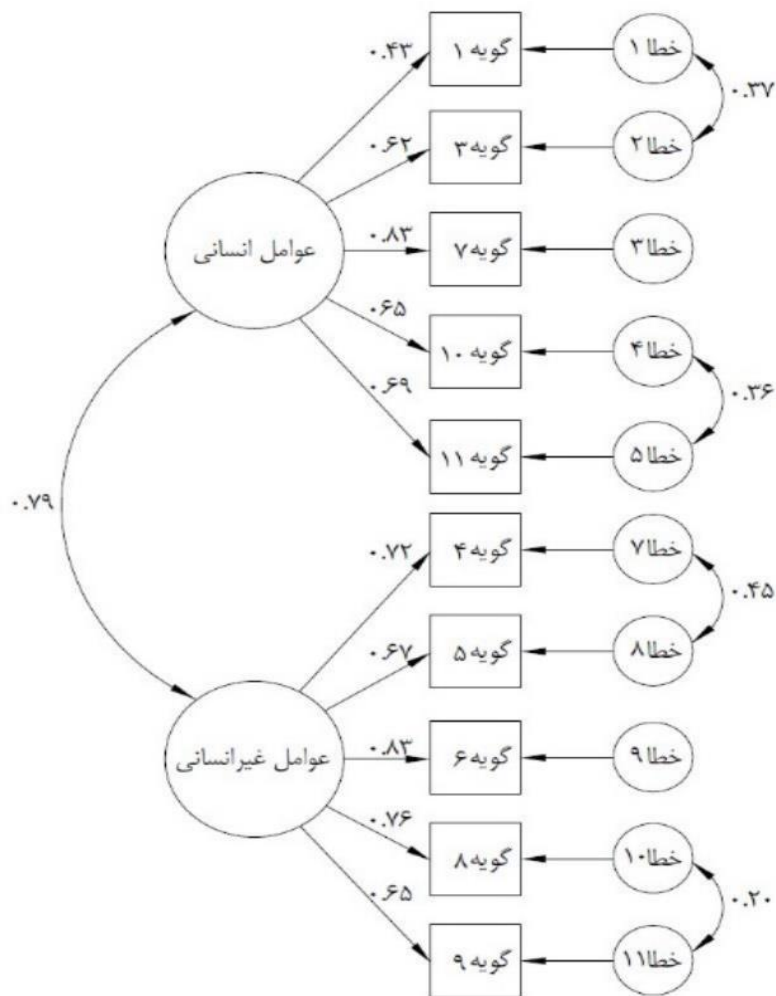 ۰.۴۳
گویه ۱
خطا ۱
۰.۳۷
۰.۶۲
گویه ۳
خطا ۲
عوامل انسانی
۰.۸۳
گویه ۷
خطا ۳
۰.۶۵
گویه ۱۰
خطا ۴
۰.۳۶
۰.۶۹
گویه ۱۱
خطا ۵
۰.۷۹
۰.۷۲
گویه ۴
خطا ۷
۰.۴۵
۰.۶۷
گویه ۵
خطا ۸
عوامل غیرانسانی
۰.۸۳
گویه ۶
خطا ۹
۰.۷۶
گویه ۸
خطا ۱۰
۰.۲۰
۰.۶۵
گویه ۹
خطا ۱۱